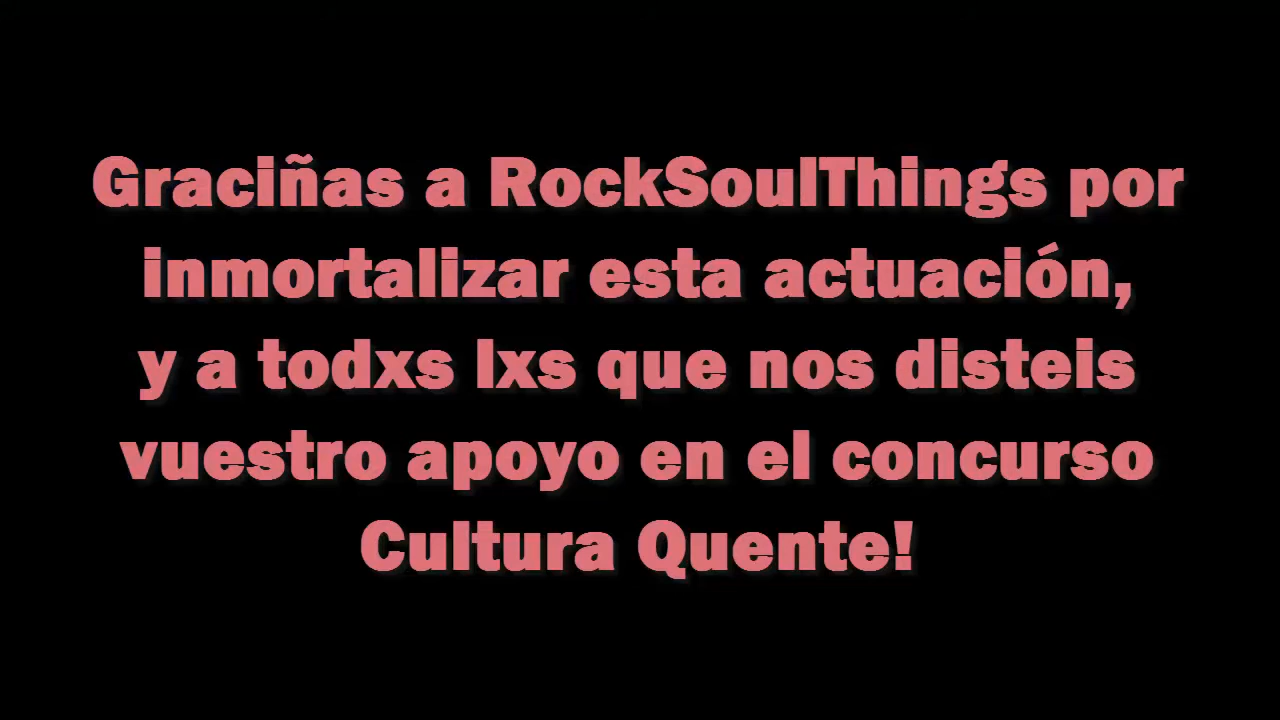 Graciñas a RockSoulThings por
inmortalizar esta actuación,
y a todxs lxs que nos disteis
vuestro apoyo en el concurso
Cultura Quente!